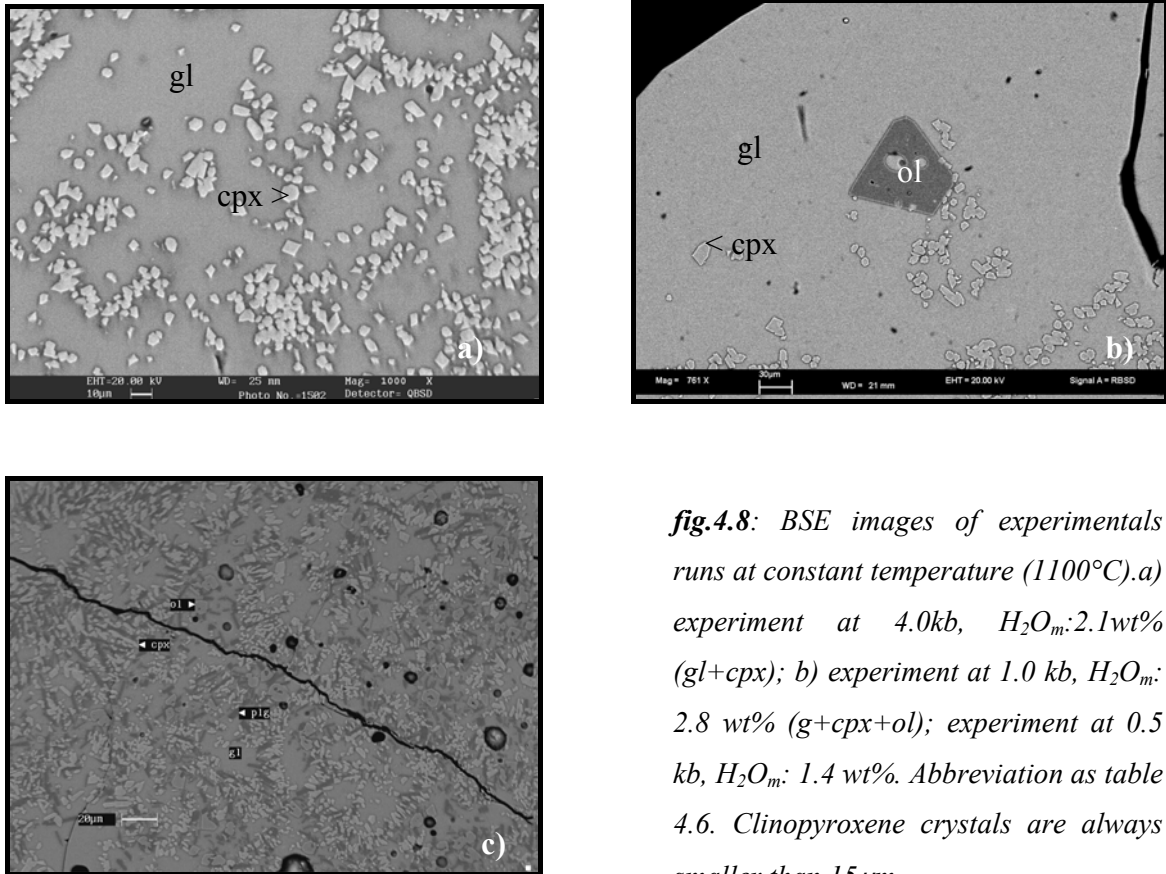 gl
cpx >
a)
EHT=20.00 kV WD= 25 mm Mag= 1000 X
10µm Photo No.=1502 Detector= QBSD
gl
ol
< cpx
b)
Mag = 761 X 30µm WD = 21 mm EHT = 20.00 kV Signal A = RBSD
ol
cpx
plg
gl
20µm
c)
fig.4.8: BSE images of experimentals
runs at constant temperature (1100°C).a)
experiment at 4.0kb, H₂Oₘ:2.1wt%
(gl+cpx); b) experiment at 1.0 kb, H₂Oₘ:
2.8 wt% (g+cpx+ol); experiment at 0.5
kb, H₂Oₘ: 1.4 wt%. Abbreviation as table
4.6. Clinopyroxene crystals are always
smaller than 15µm